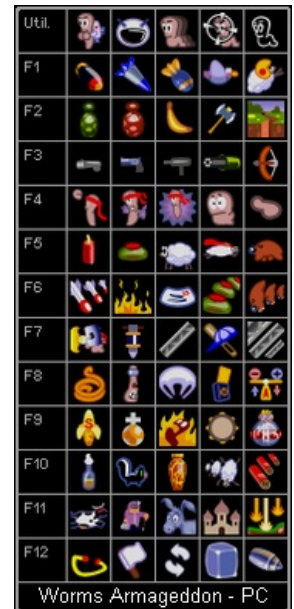 Util.
F1
F2
F3
F4
F5
F6
F7
F8
F9
F10
F11
F12
Worms Armageddon - PC